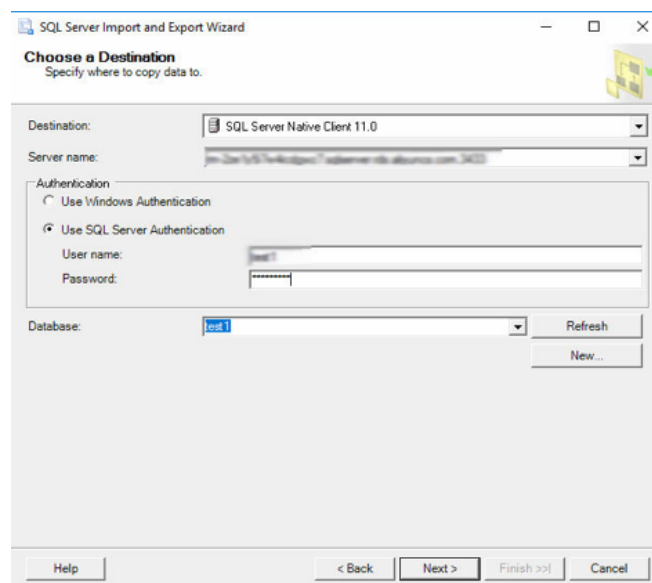 SQL Server Import and Export Wizard
Choose a Destination
Specify where to copy data to.
Destination:
SQL Server Native Client 11.0
Server name:
Authentication
Use Windows Authentication
Use SQL Server Authentication
User name:
test1
Password:
*********
Database:
test1
Refresh
New...
Help
< Back
Next >
Finish >>|
Cancel